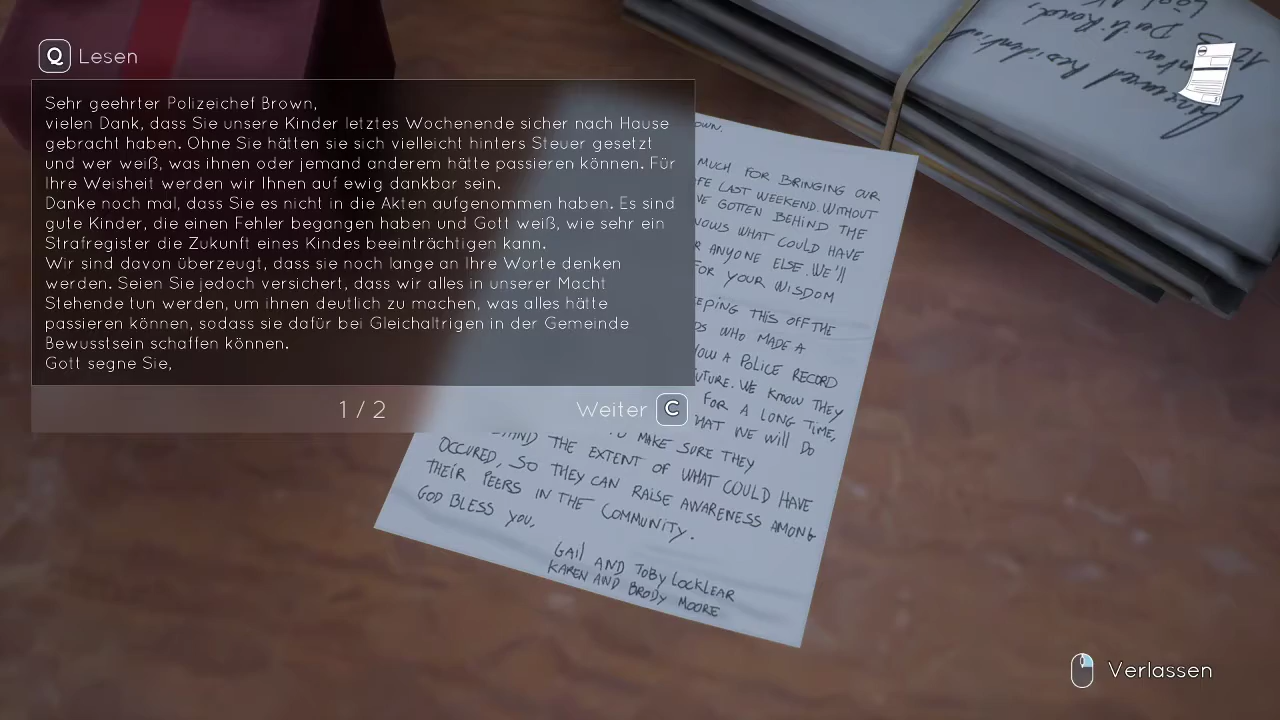 Q Lesen
Sehr geehrter Polizeichef Brown,
vielen Dank, dass Sie unsere Kinder letztes Wochenende sicher nach Hause
gebracht haben. Ohne Sie hätten sie sich vielleicht hinters Steuer gesetzt
und wer weiß, was ihnen oder jemand anderem hätte passieren können. Für
Ihre Weisheit werden wir Ihnen auf ewig dankbar sein.
Danke noch mal, dass Sie es nicht in die Akten aufgenommen haben. Es sind
gute Kinder, die einen Fehler begangen haben und Gott weiß, wie sehr ein
Strafregister die Zukunft eines Kindes beeinträchtigen kann.
Wir sind davon überzeugt, dass sie noch lange an Ihre Worte denken
werden. Seien Sie jedoch versichert, dass wir alles in unserer Macht
Stehende tun werden, um ihnen deutlich zu machen, was alles hätte
passieren können, sodass sie dafür bei Gleichaltrigen in der Gemeinde
Bewusstsein schaffen können.
Gott segne Sie,
1 / 2
Weiter C
MUCH FOR BRINGING OUR
LAST WEEKEND. WITHOUT
GOTTEN BEHIND THE
WHAT COULD HAVE
ANYONE ELSE. WE'll
FOR YOUR WISDOM
THIS OFF THE
WHO MADE A
A POLICE RECORD
WE KNOW THEY
FOR A LONG TIME,
WE WILL DO
MAKE SURE THEY
THE EXTENT OF WHAT COULD HAVE
OCCURED, SO THEY CAN RAISE AWARENESS AMONG
THEIR PEERS IN THE COMMUNITY.
GOD BLESS YOU,
GAIL AND TOBY LOCKLEAR
KAREN AND BRODY MOORE
Verlassen